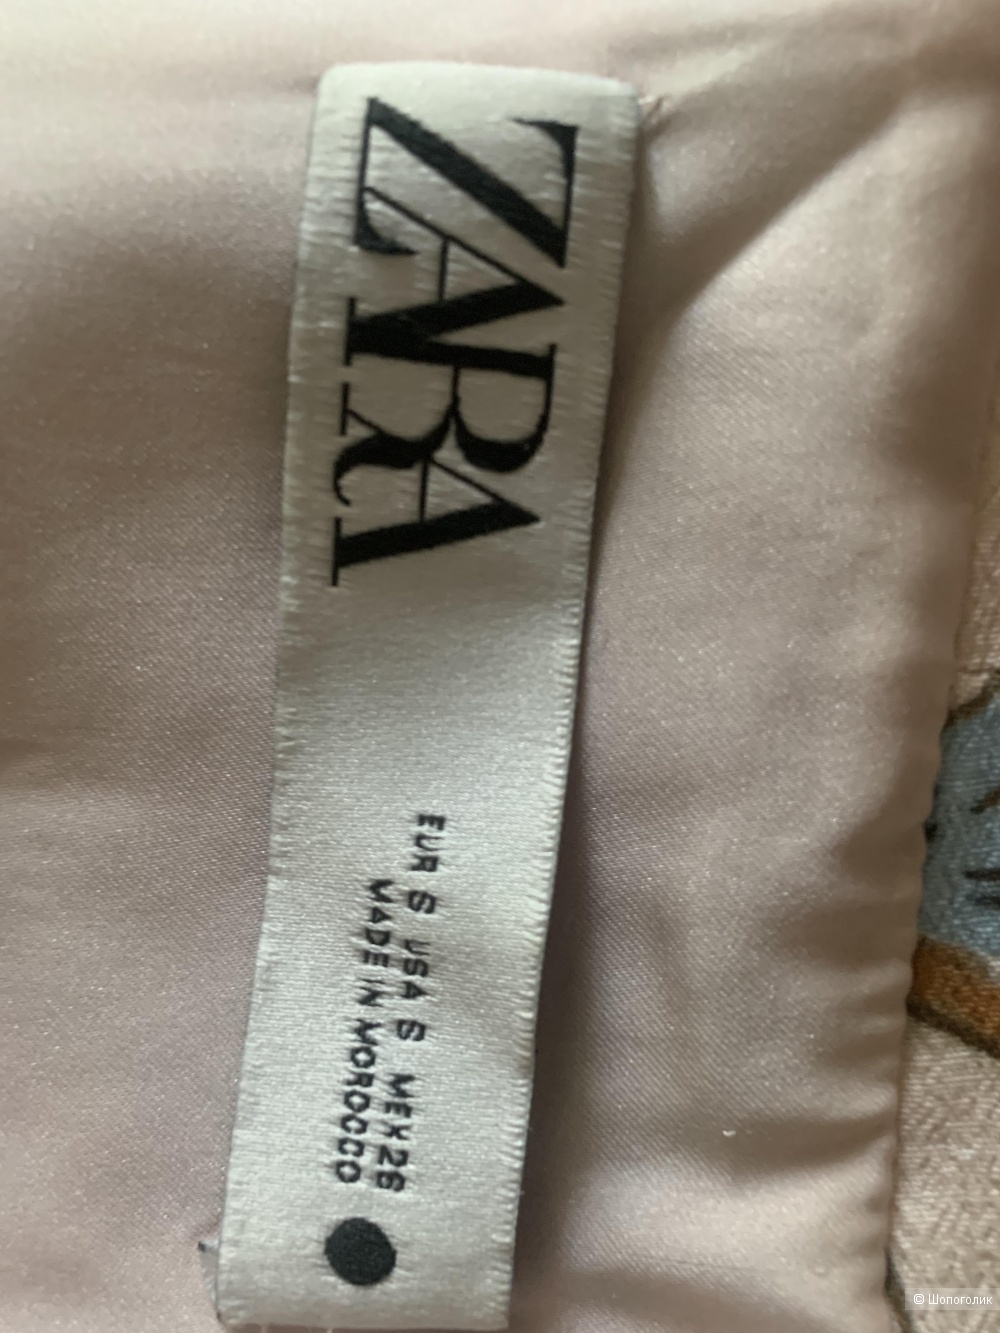 ZARA
EUR S USA S MEX 26
MADE IN MOROCCO
© Шопоголик